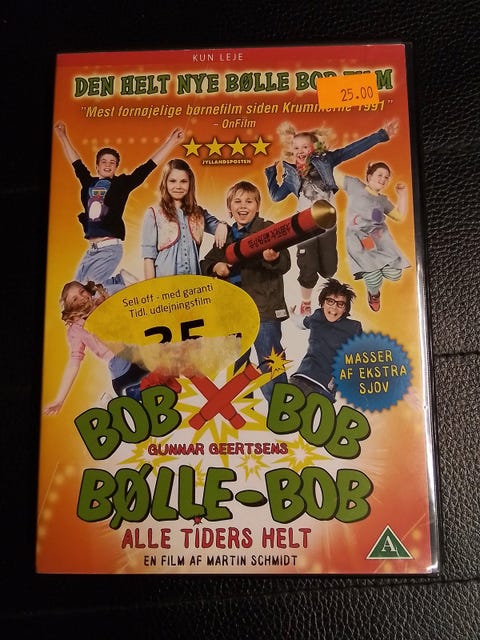 KUN LEJE
DEN HELT NYE BØLLE BOB FILM
25.00
"Mest fornøjelige børnefilm siden Krummerne 1991"
- OnFilm
JYLLANDSPOSTEN
Sell off - med garanti
Tidl. udlejningsfilm
MASSER
AF EKSTRA
SJOV
BOB X BOB
GUNNAR GEERTSENS
BØLLE-BOB
ALLE TIDERS HELT
EN FILM AF MARTIN SCHMIDT
A